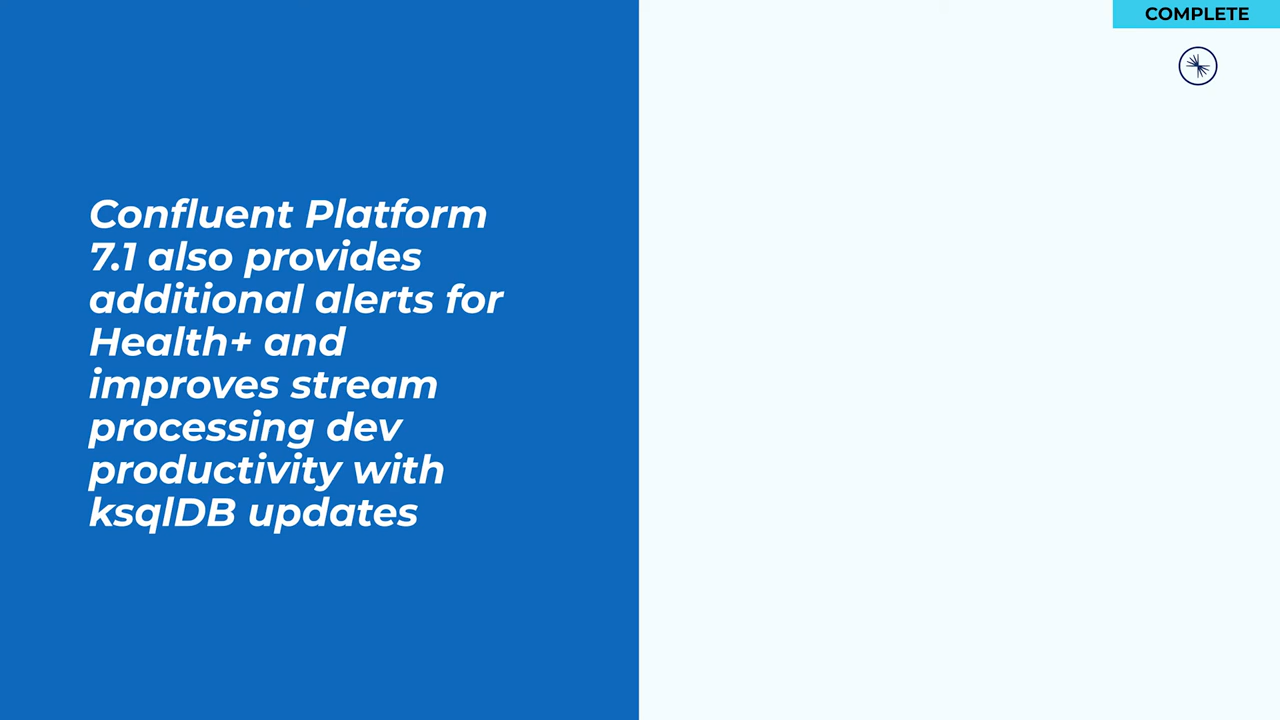 COMPLETE
Confluent Platform
7.1 also provides
additional alerts for
Health+ and
improves stream
processing dev
productivity with
ksqlDB updates